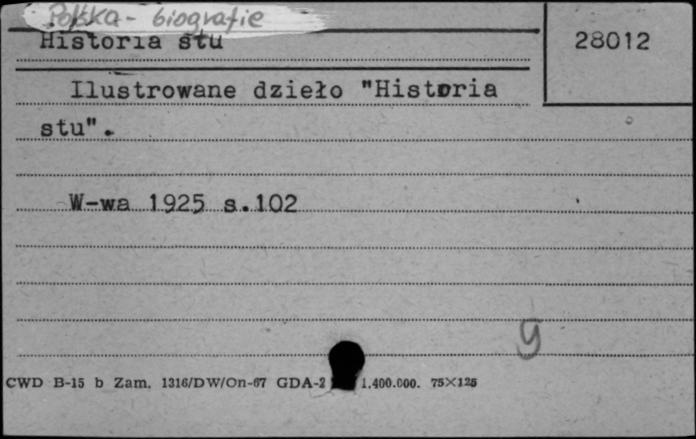 Polska - biografie
Historia stu
28012
Ilustrowane dzieło "Historia
stu".
W-wa 1925 s.102
g
CWD B-15 b Zam. 1316/DW/On-67 GDA-2 1.400.000. 75×125